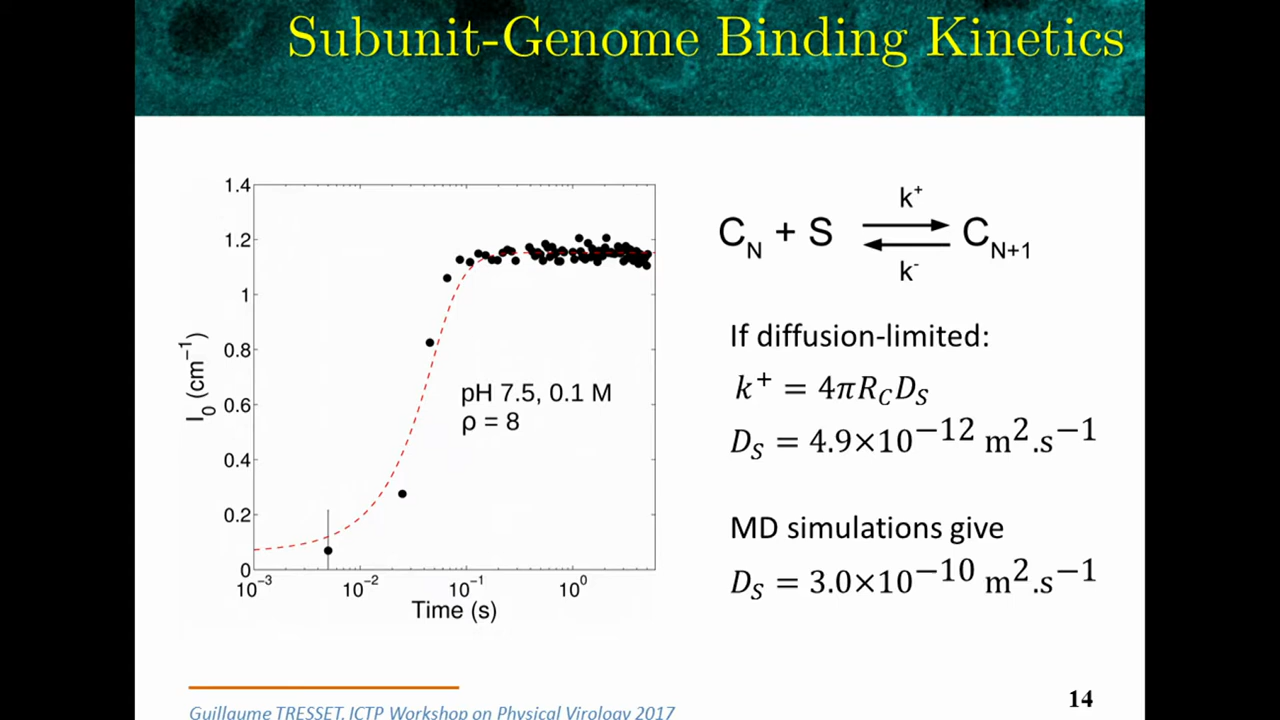 Subunit-Genome Binding Kinetics
1.4
1.2
1
0.8
0.6
0.4
0.2
0
I₀ (cm⁻¹)
pH 7.5, 0.1 M
ρ = 8
10⁻³ 10⁻² 10⁻¹ 10⁰
Time (s)
k⁺
C_N + S ⇌ C_N+1
k⁻
If diffusion-limited:
k⁺ = 4πR_C D_S
D_S = 4.9×10⁻¹² m².s⁻¹
MD simulations give
D_S = 3.0×10⁻¹⁰ m².s⁻¹
14
Guillaume TRESSET, ICTP Workshop on Physical Virology 2017